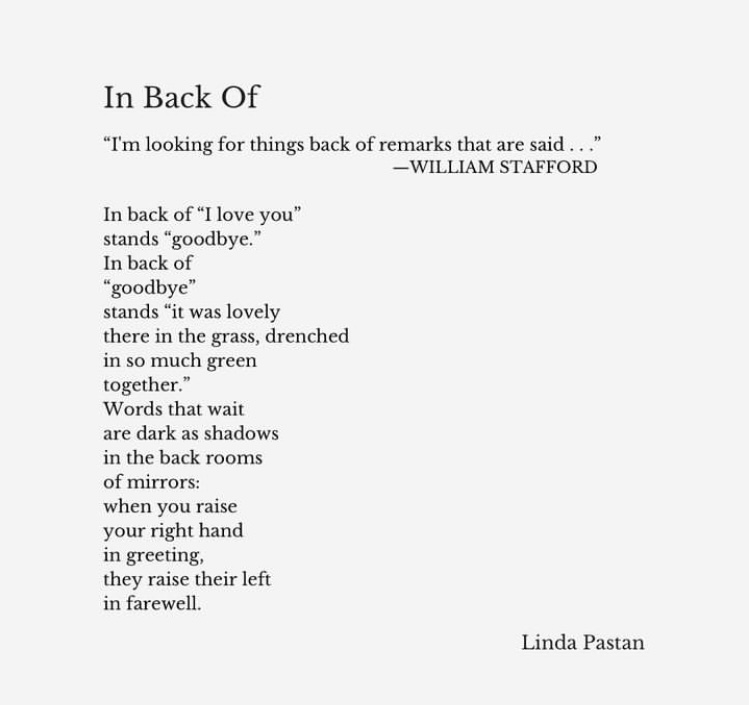 In Back Of
“I'm looking for things back of remarks that are said . . .”
—WILLIAM STAFFORD
In back of “I love you”
stands “goodbye.”
In back of
“goodbye”
stands “it was lovely
there in the grass, drenched
in so much green
together.”
Words that wait
are dark as shadows
in the back rooms
of mirrors:
when you raise
your right hand
in greeting,
they raise their left
in farewell.
Linda Pastan